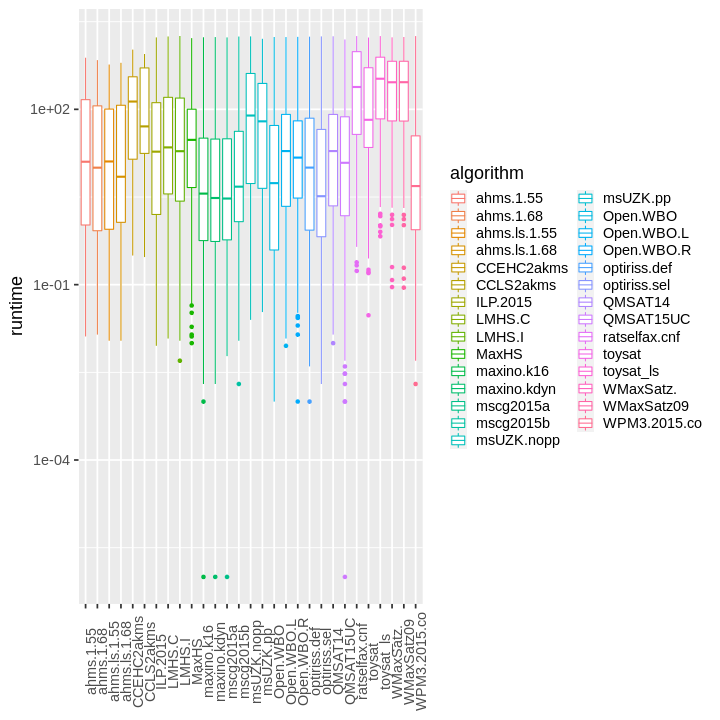 1e+02
1e-01
1e-04
runtime
ahms.1.55
ahms.1.68
ahms.ls.1.55
ahms.ls.1.68
CCEHC2akms
CCLS2akms
ILP.2015
LMHS.C
LMHS.I
MaxHS
maxino.k16
maxino.kdyn
mscg2015a
mscg2015b
msUZK.nopp
msUZK.pp
Open.WBO
Open.WBO.L
Open.WBO.R
optiriss.def
optiriss.sel
QMSAT14
QMSAT15UC
ratselfax.cnf
toysat
toysat_ls
WMaxSatz.
WMaxSatz09
WPM3.2015.co
algorithm
ahms.1.55
ahms.1.68
ahms.ls.1.55
ahms.ls.1.68
CCEHC2akms
CCLS2akms
ILP.2015
LMHS.C
LMHS.I
MaxHS
maxino.k16
maxino.kdyn
mscg2015a
mscg2015b
msUZK.nopp
msUZK.pp
Open.WBO
Open.WBO.L
Open.WBO.R
optiriss.def
optiriss.sel
QMSAT14
QMSAT15UC
ratselfax.cnf
toysat
toysat_ls
WMaxSatz.
WMaxSatz09
WPM3.2015.co